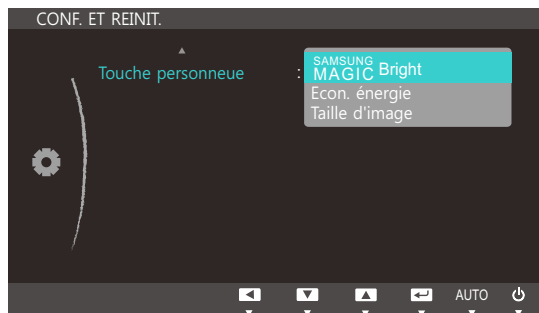 CONF. ET REINIT.
Touche personneue : SAMSUNG MAGIC Bright
Econ. énergie
Taille d'image
AUTO